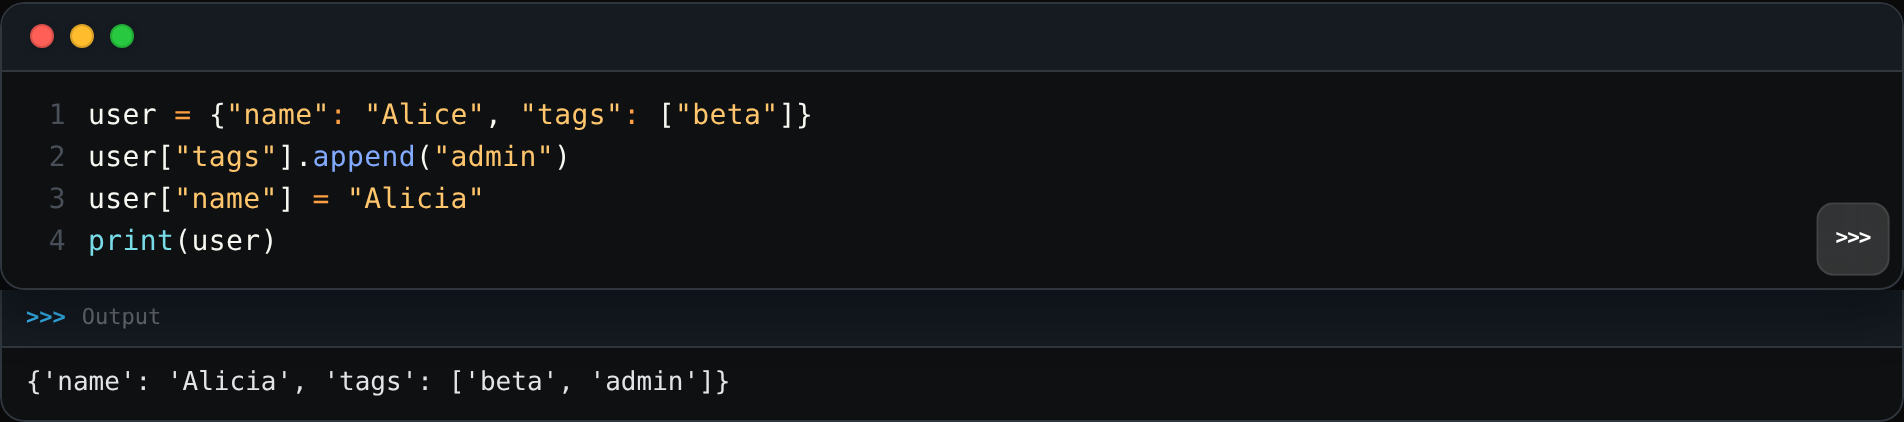 1 user = {"name": "Alice", "tags": ["beta"]}
2 user["tags"].append("admin")
3 user["name"] = "Alicia"
4 print(user)
>>>
>>> Output
{'name': 'Alicia', 'tags': ['beta', 'admin']}